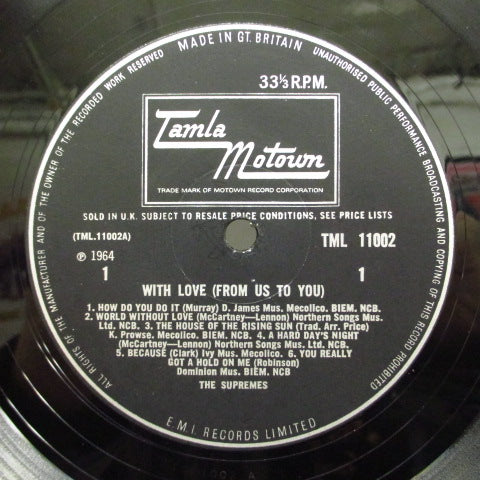 ALL RIGHTS OF THE MANUFACTURER AND OF THE OWNER OF THE RECORDED WORK RESERVED
MADE IN GT. BRITAIN
UNAUTHORISED PUBLIC PERFORMANCE BROADCASTING AND COPYING OF THIS RECORD PROHIBITED
33⅓ R.P.M.
Tamla
Motown
TRADE MARK OF MOTOWN RECORD CORPORATION
SOLD IN U.K. SUBJECT TO RESALE PRICE CONDITIONS, SEE PRICE LISTS
(TML.11002A) TML 11002
℗ 1964
1 1
WITH LOVE (FROM US TO YOU)
1. HOW DO YOU DO IT (Murray) D. James Mus. Mecolico. BIEM. NCB.
2. WORLD WITHOUT LOVE (McCartney—Lennon) Northern Songs Mus.
Ltd. NCB. 3. THE HOUSE OF THE RISING SUN (Trad. Arr. Price)
K. Prowse. Mecolico. BIEM. NCB. 4. A HARD DAY'S NIGHT
(McCartney—Lennon) Northern Songs Mus. Ltd. NCB.
5. BECAUSE (Clark) Ivy Mus. Mecolico. 6. YOU REALLY
GOT A HOLD ON ME (Robinson)
Dominion Mus. BIEM. NCB
THE SUPREMES
E.M.I. RECORDS LIMITED